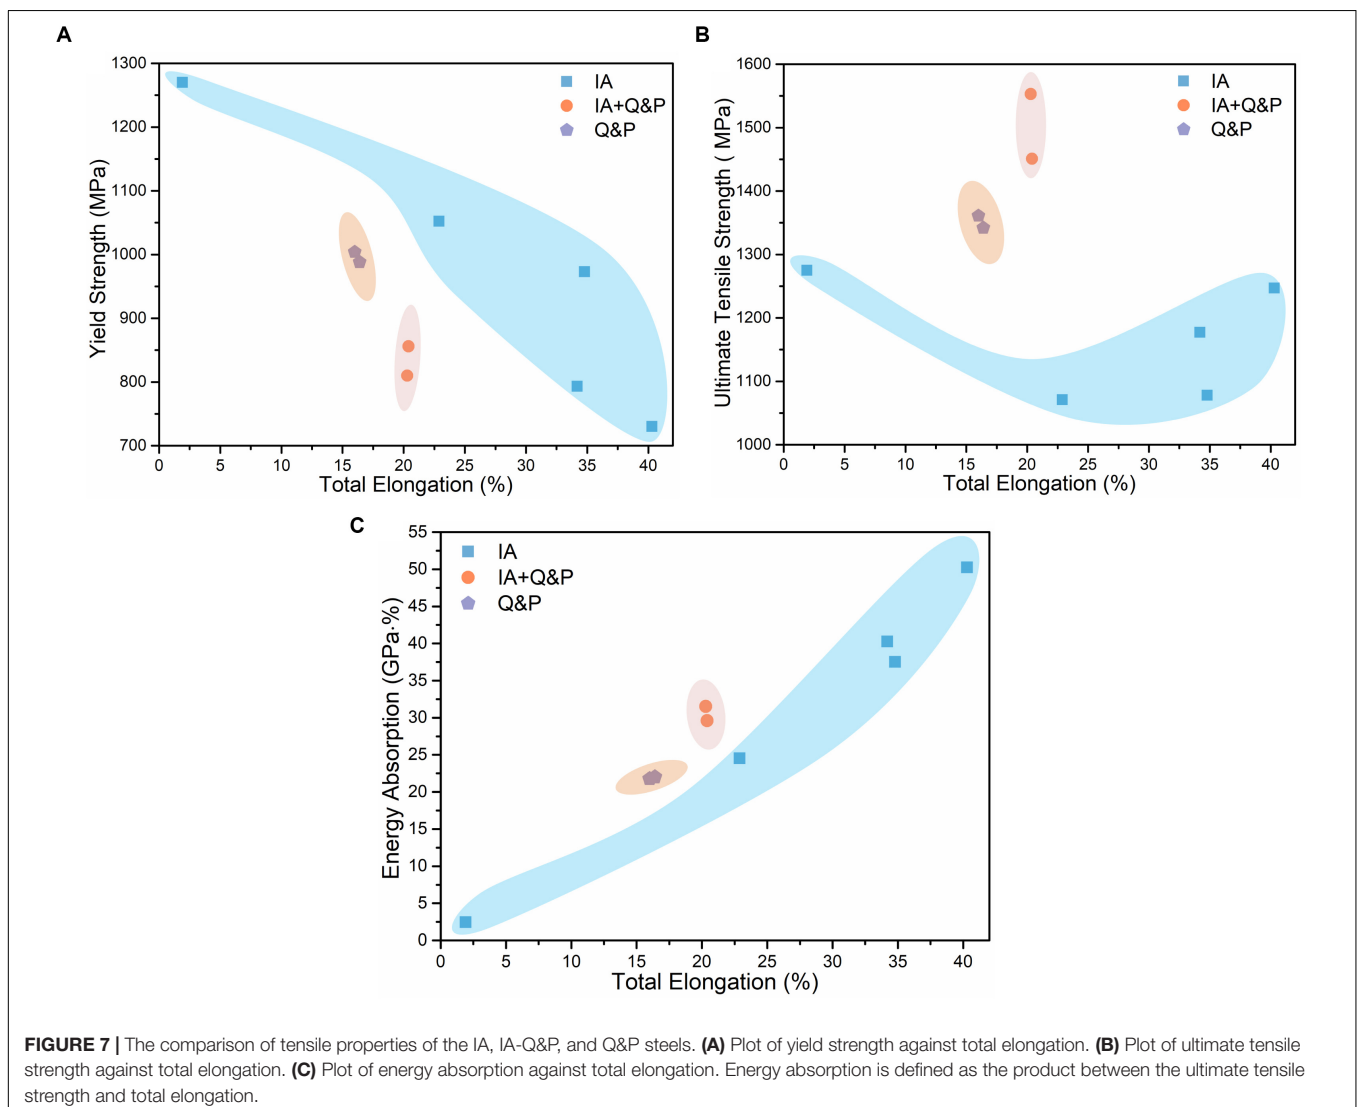 A
1300
1200
1100
1000
900
800
700
Yield Strength (MPa)
IA
IA+Q&P
Q&P
0 5 10 15 20 25 30 35 40
Total Elongation (%)
B
1600
1500
1400
1300
1200
1100
1000
Ultimate Tensile Strength ( MPa)
IA
IA+Q&P
Q&P
0 5 10 15 20 25 30 35 40
Total Elongation (%)
C
55
50
45
40
35
30
25
20
15
10
5
0
Energy Absorption (GPa·%)
IA
IA+Q&P
Q&P
0 5 10 15 20 25 30 35 40
Total Elongation (%)
FIGURE 7 | The comparison of tensile properties of the IA, IA-Q&P, and Q&P steels. (A) Plot of yield strength against total elongation. (B) Plot of ultimate tensile
strength against total elongation. (C) Plot of energy absorption against total elongation. Energy absorption is defined as the product between the ultimate tensile
strength and total elongation.